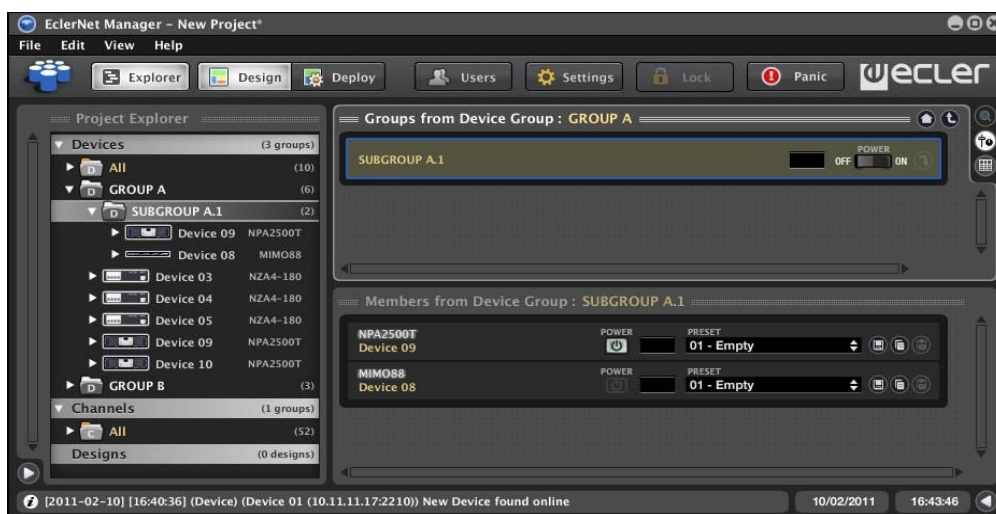 EclerNet Manager – New Project*
File Edit View Help
Explorer Design Deploy Users Settings Lock Panic ecler
Project Explorer
Devices (3 groups)
D All (10)
D GROUP A (6)
D SUBGROUP A.1 (2)
Device 09 NPA2500T
Device 08 MIMO88
Device 03 NZA4-180
Device 04 NZA4-180
Device 05 NZA4-180
Device 09 NPA2500T
Device 10 NPA2500T
D GROUP B (3)
Channels (1 groups)
C All (52)
Designs (0 designs)
Groups from Device Group : GROUP A
SUBGROUP A.1
POWER
OFF ON
Members from Device Group : SUBGROUP A.1
NPA2500T POWER PRESET
Device 09 01 - Empty
MIMO88 POWER PRESET
Device 08 01 - Empty
[2011-02-10] [16:40:36] (Device) (Device 01 (10.11.11.17:2210)) New Device found online 10/02/2011 16:43:46